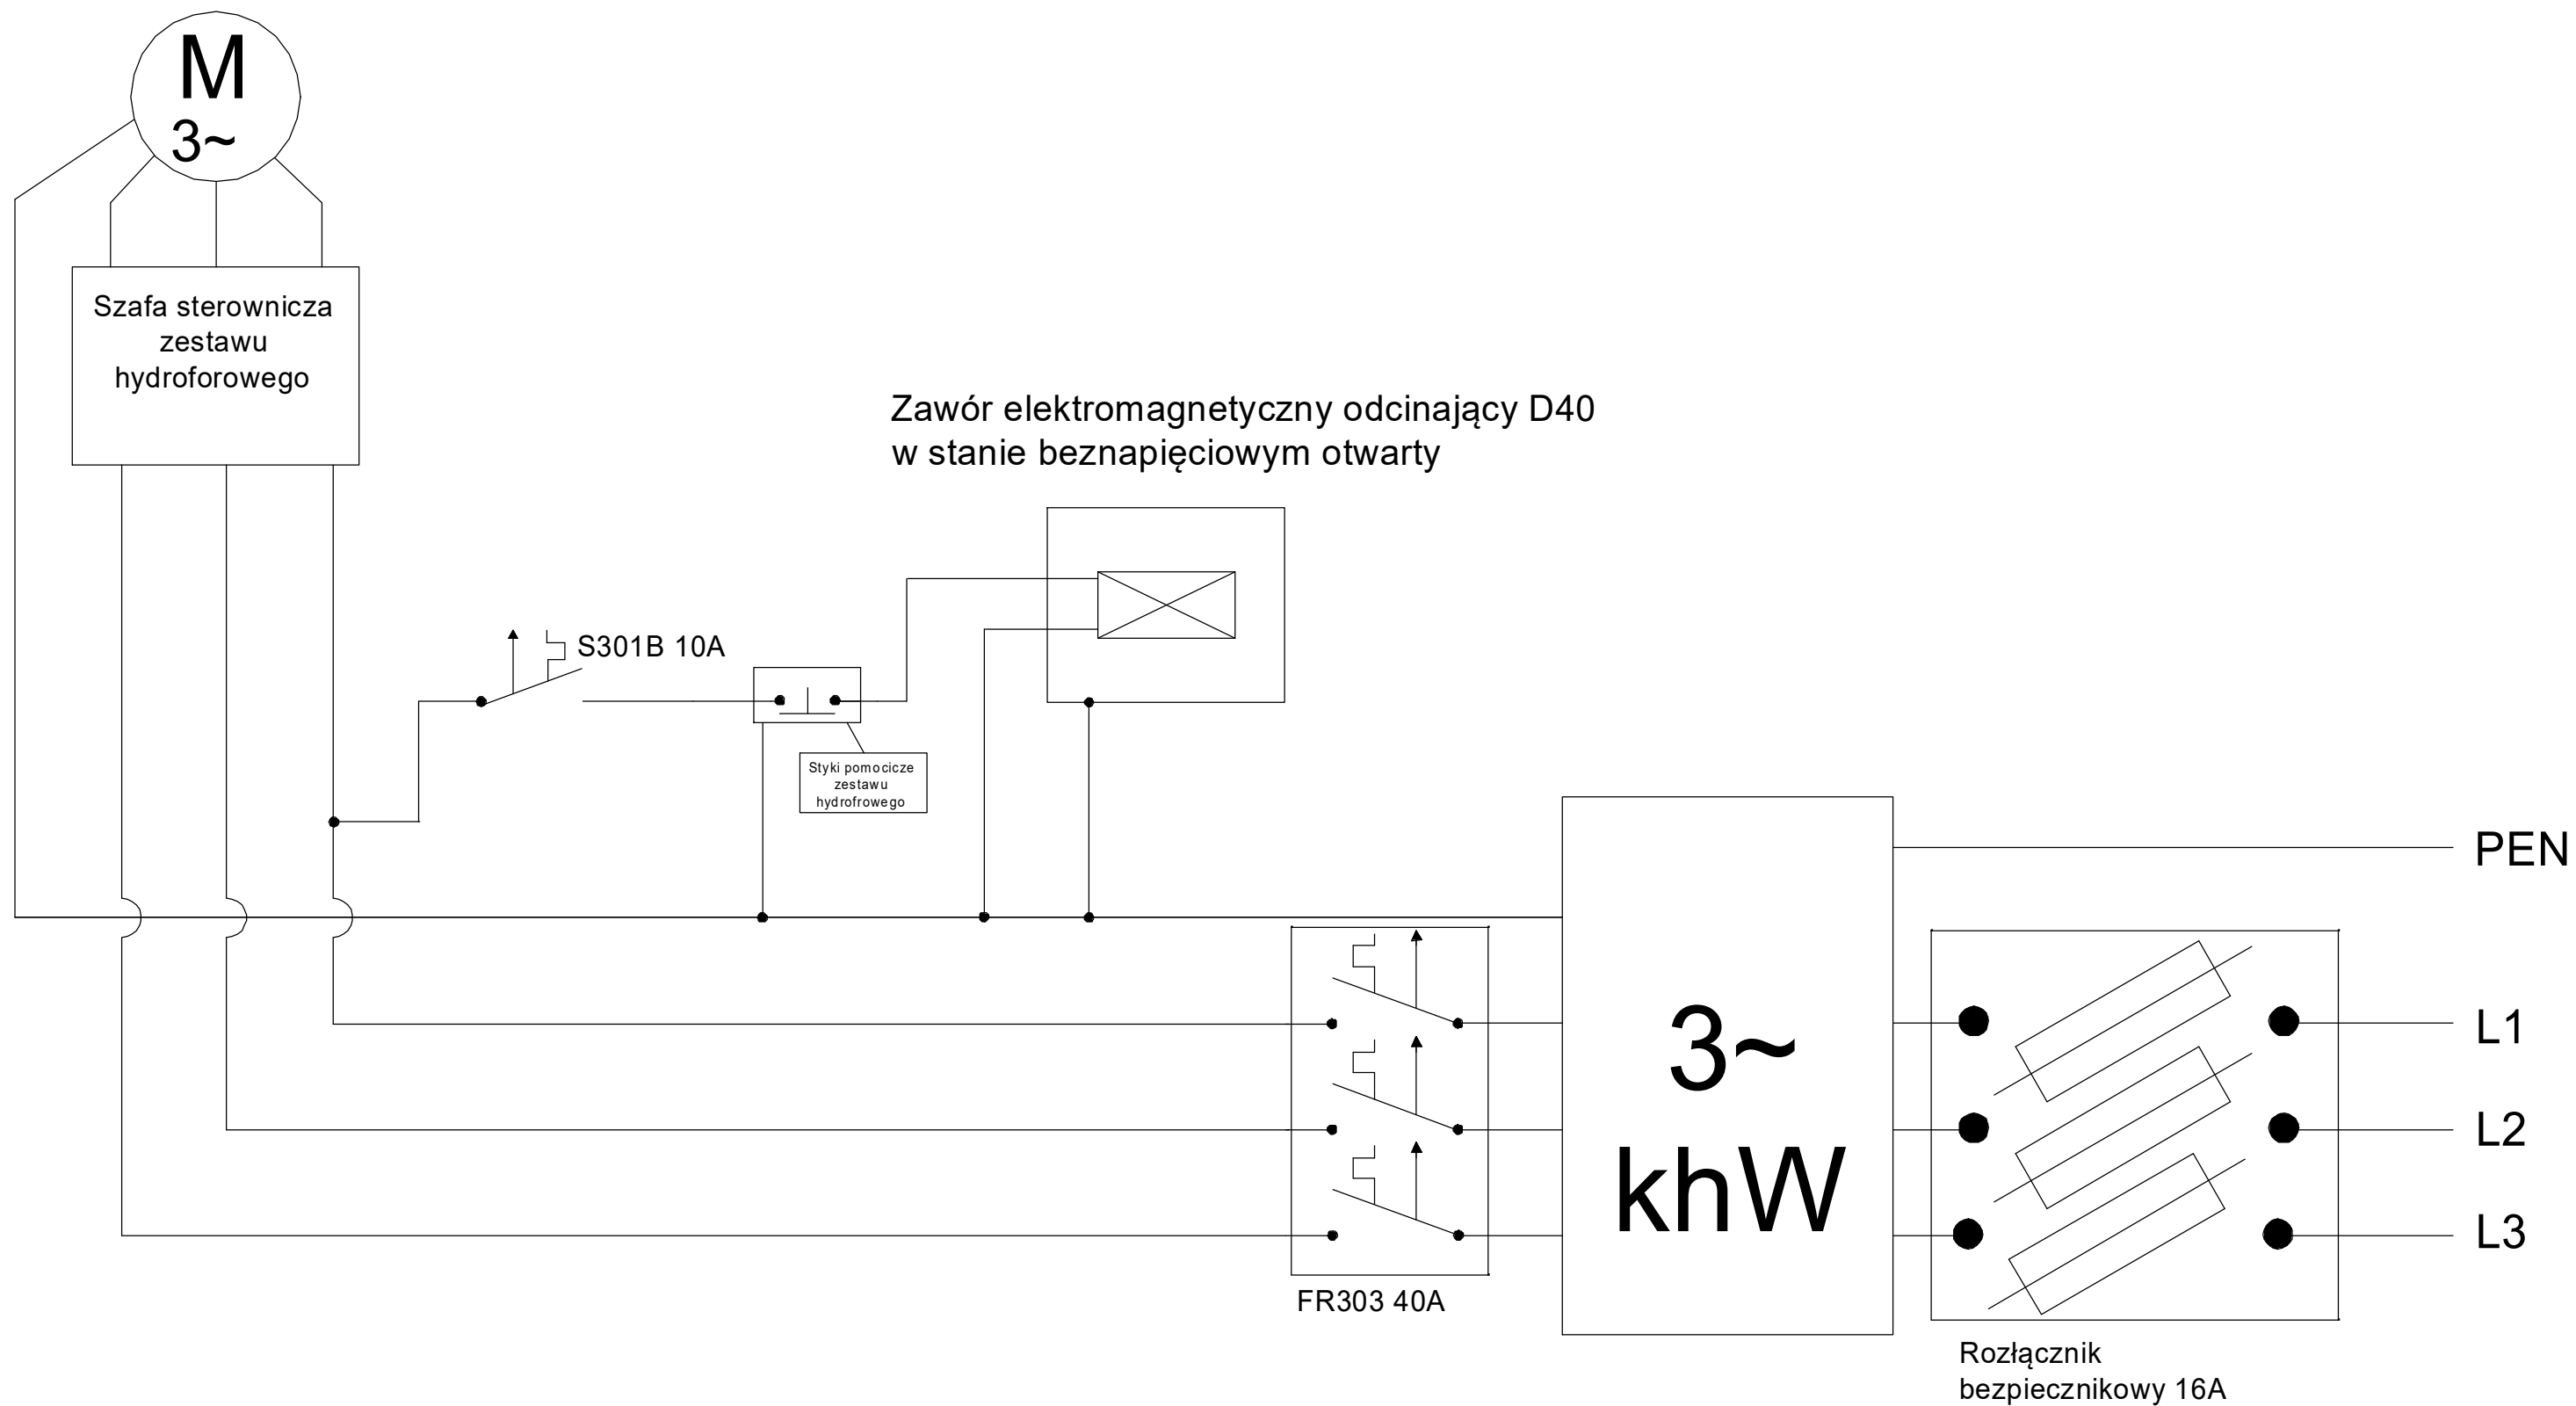 M
3~
Szafa sterownicza
zestawu
hydroforowego
Zawór elektromagnetyczny odcinający D40
w stanie beznapięciowym otwarty
S301B 10A
Styki pomocicze
zestawu
hydrofrowego
PEN
3~
khW
L1
L2
L3
FR303 40A
Rozłącznik
bezpiecznikowy 16A